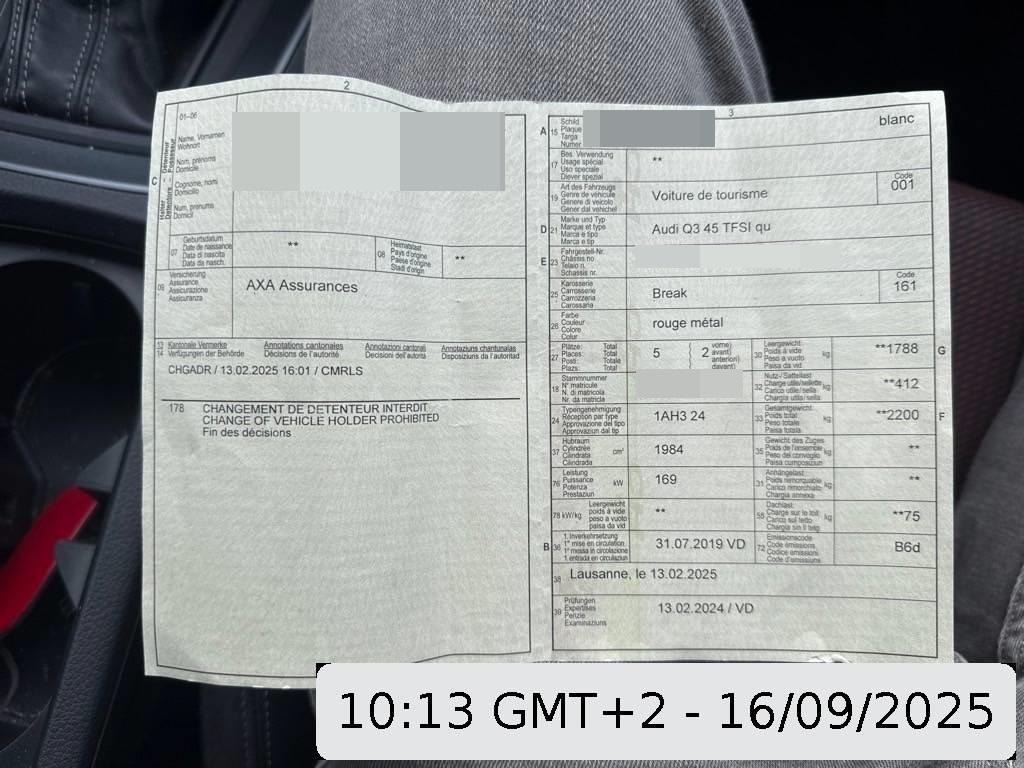 2
01-06
C
Halter Détenteur
Detentore Possessur
Name, Vornamen
Wohnort
Nom, prénoms
Domicile
Cognome, nomi
Domicilio
Num, prenums
Domicil
07
Geburtsdatum
Date de naissance
Data di nascita
Data da nasch.
**
08
Heimatstaat
Pays d'origine
Paese d'origine
Stadi d'origin
**
09
Versicherung
Assurance
Assicurazione
Assicuranza
AXA Assurances
13 Kantonale Vermerke Annotations cantonales Annotazioni cantonali Annotaziuns chantunalas
14 Verfügungen der Behörde Décisions de l'autorité Decisioni dell'autorità Disposiziuns da l'autoritad
CHGADR / 13.02.2025 16:01 / CMRLS
178 CHANGEMENT DE DETENTEUR INTERDIT
CHANGE OF VEHICLE HOLDER PROHIBITED
Fin des décisions
3
A 15
Schild
Plaque
Targa
Numer
blanc
17
Bes. Verwendung
Usage spécial
Uso speciale
Diever spezial
**
19
Art des Fahrzeugs
Genre de véhicule
Genere di veicolo
Gener dal vehichel
Voiture de tourisme
Code
001
D 21
Marke und Typ
Marque et type
Marca e tipo
Marca e tip
Audi Q3 45 TFSI qu
E 23
Fahrgestell-Nr.
Châssis no
Telaio n.
Schassis nr.
25
Karosserie
Carrosserie
Carrozzeria
Carossaria
Break
Code
161
26
Farbe
Couleur
Colore
Colur
rouge métal
27
Plätze: Total
Places: Total
Posti: Totale
Plazs: Total
5 { 2
vorne)
avant)
anteriori)
davant)
30
Leergewicht
Poids à vide
Peso a vuoto
Paisa da vid
kg
**1788
G
18
Stammnummer
N° matricule
N. di matricola
Nr. da matricla
32
Nutz-/Sattellast
Charge utile/sellette
Carico utile/sella
Chargia utila/sella
kg
**412
24
Typengenehmigung
Réception par type
Approvazione del tipo
Approvaziun dal tip
1AH3 24
33
Gesamtgewicht
Poids total
Peso totale
Paisa totala
kg
**2200
F
37
Hubraum
Cylindrée
Cilindrata
Cilindrada
cm³
1984
35
Gewicht des Zuges
Poids de l'ensemble
Peso del convoglio
Paisa cumposiziun
kg
**
76
Leistung
Puissance
Potenza
Prestaziun
kW
169
31
Anhängelast
Poids remorquable
Carico rimorchiato
Chargia annexa
kg
**
78 kW/kg
Leergewicht
poids à vide
peso a vuoto
paisa da vid
**
55
Dachlast
Charge sur le toit
Carico sul tetto
Chargia sin il tetg
kg
**75
B 36
1. Inverkehrsetzung
1re mise en circulation
1a messa in circolazione
1. entrada en circulaziun
31.07.2019 VD
72
Emissionscode
Code émissions
Codice emissioni
Code d'emissiuns
B6d
38 Lausanne, le 13.02.2025
39
Prüfungen
Expertises
Perizie
Examinaziuns
13.02.2024 / VD
10:13 GMT+2 - 16/09/2025